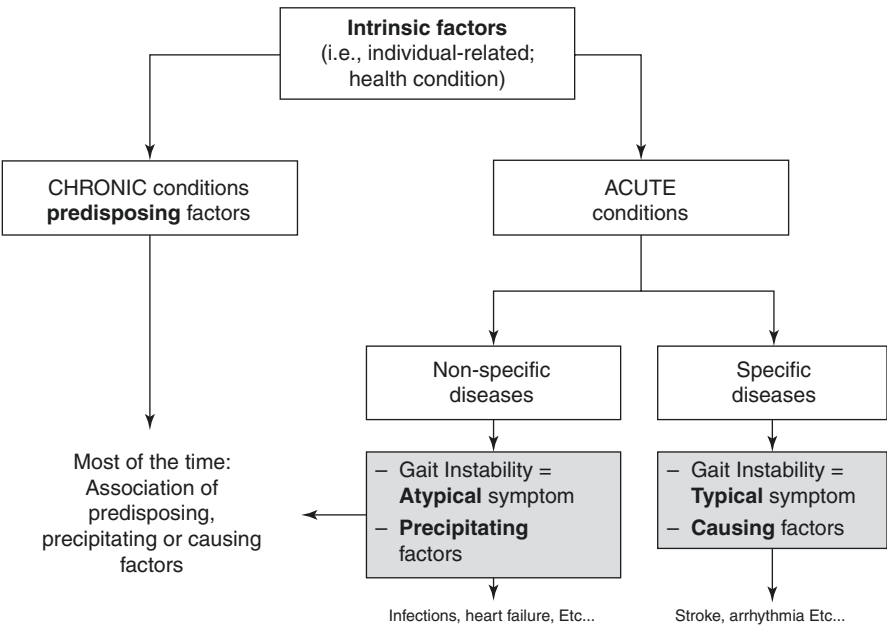 Intrinsic factors
(i.e., individual-related;
health condition)
CHRONIC conditions
predisposing factors
ACUTE
conditions
Non-specific
diseases
Specific
diseases
Most of the time:
Association of
predisposing,
precipitating or causing
factors
– Gait Instability =
Atypical symptom
– Precipitating
factors
– Gait Instability =
Typical symptom
– Causing factors
Infections, heart failure, Etc...
Stroke, arrhythmia Etc...